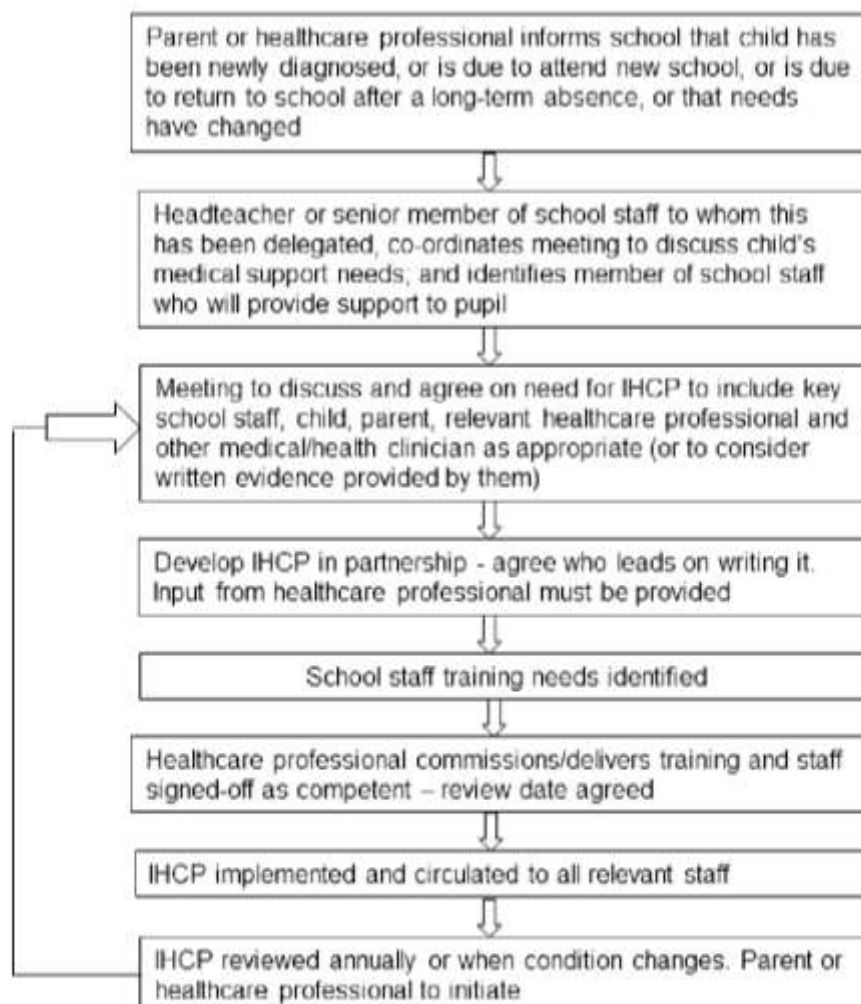 Parent or healthcare professional informs school that child has
been newly diagnosed, or is due to attend new school, or is due
to return to school after a long-term absence, or that needs
have changed
Headteacher or senior member of school staff to whom this
has been delegated, co-ordinates meeting to discuss child's
medical support needs; and identifies member of school staff
who will provide support to pupil
Meeting to discuss and agree on need for IHCP to include key
school staff, child, parent, relevant healthcare professional and
other medical/health clinician as appropriate (or to consider
written evidence provided by them)
Develop IHCP in partnership - agree who leads on writing it.
Input from healthcare professional must be provided
School staff training needs identified
Healthcare professional commissions/delivers training and staff
signed-off as competent – review date agreed
IHCP implemented and circulated to all relevant staff
IHCP reviewed annually or when condition changes. Parent or
healthcare professional to initiate